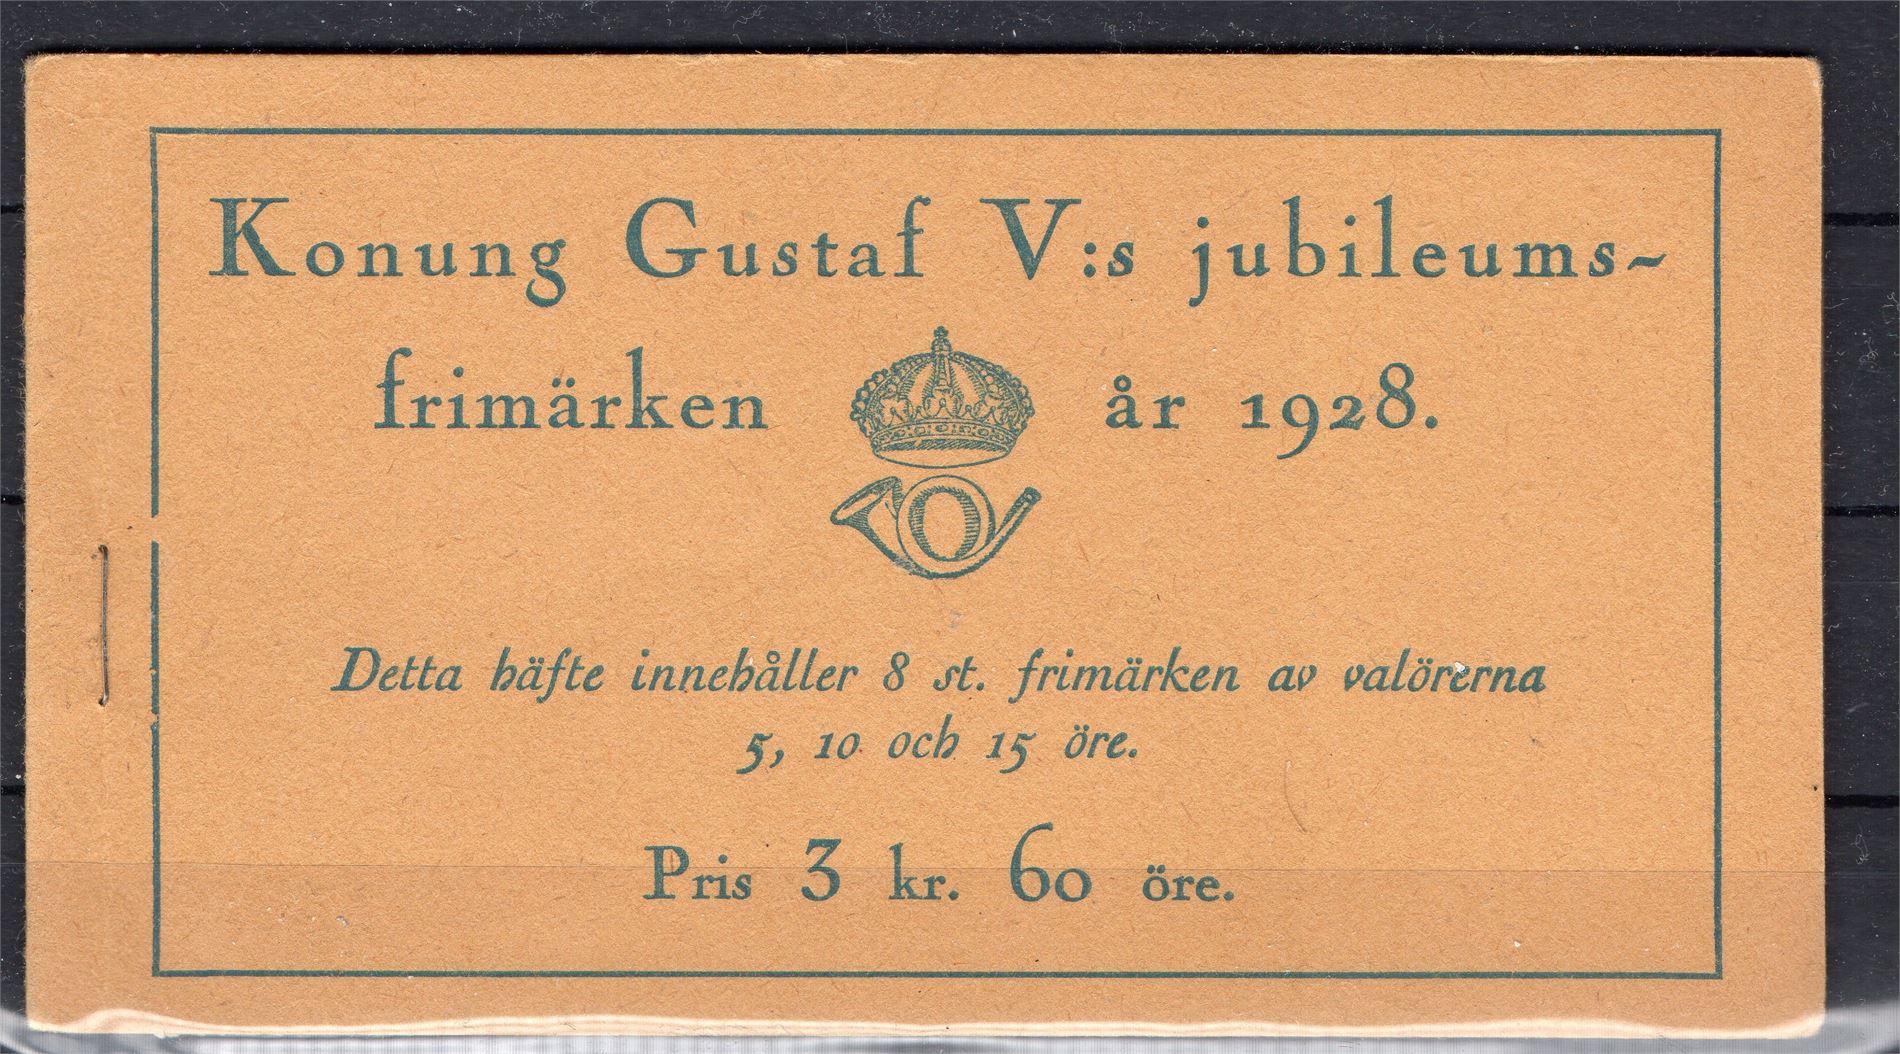 Konung Gustaf V:s jubileums-
frimärken år 1928.
Detta häfte innehåller 8 st. frimärken av valörerna
5, 10 och 15 öre.
Pris 3 kr. 60 öre.